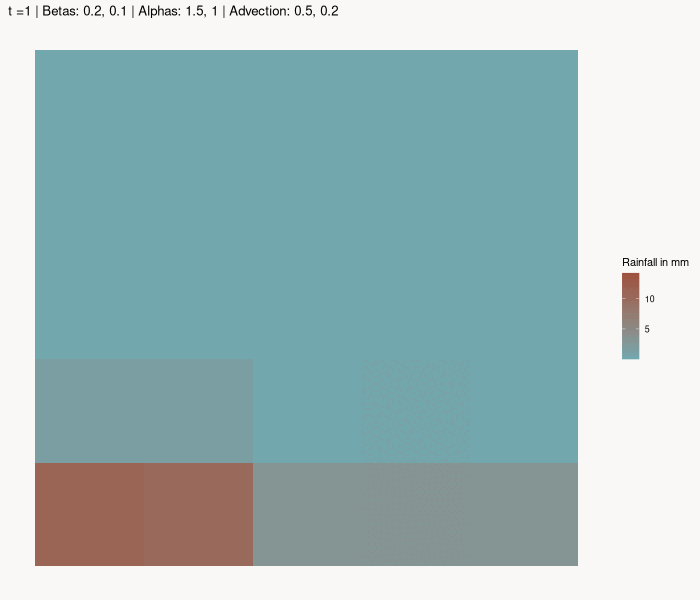 t =1 | Betas: 0.2, 0.1 | Alphas: 1.5, 1 | Advection: 0.5, 0.2
Rainfall in mm
10
5